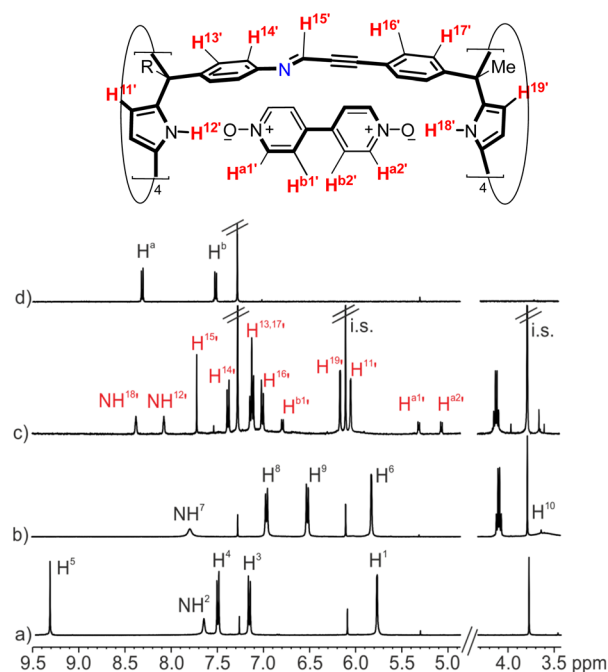 H15'
H13' H14' H16' H17'
R N Me
H11' H19'
N H12' O − N + N + O − H18' N
Ha1' Hb1' Hb2' Ha2'
4 4
Ha Hb
d)
i.s. i.s.
H13,17' 
H15' H14' H16' H19' H11'
NH18' NH12' Hb1' Ha1' Ha2'
c)
H8 H9 H6
NH7 H10
b)
H5 H4 H3 H1
NH2
a)
9.5 9.0 8.5 8.0 7.5 7.0 6.5 6.0 5.5 5.0 4.0 3.5 ppm